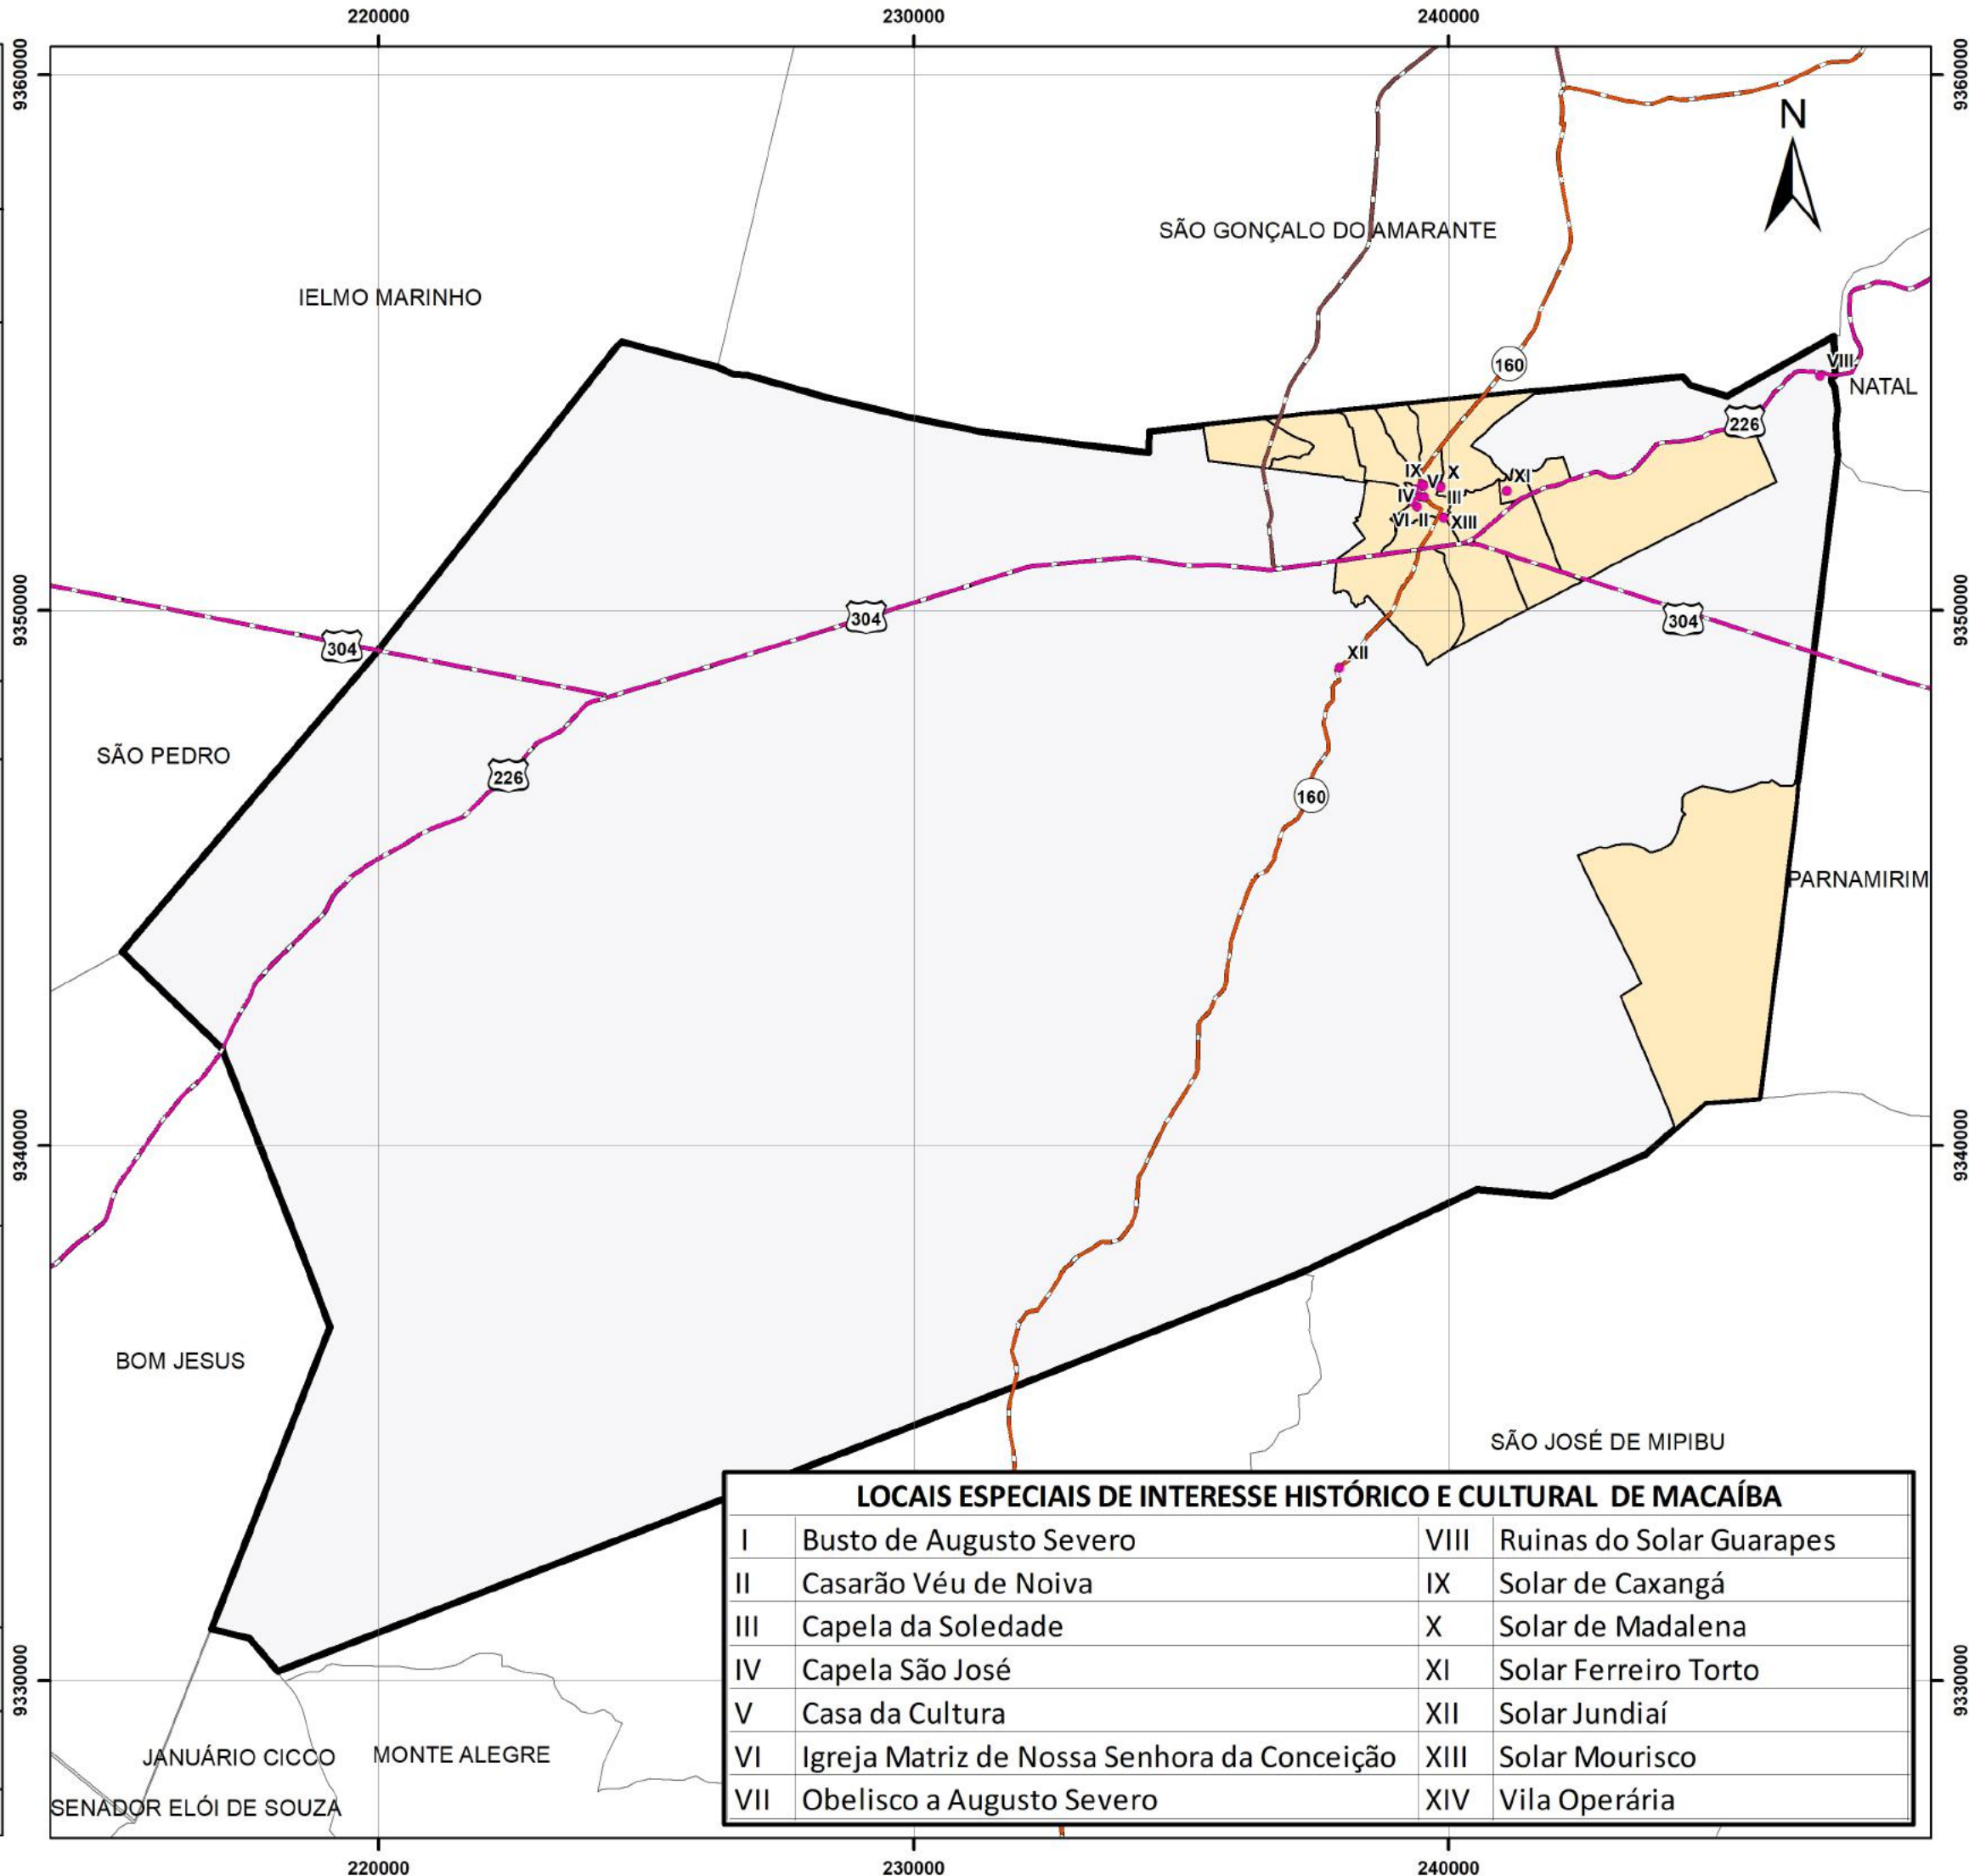 220000 230000 240000
9360000 9360000
N
SÃO GONÇALO DO AMARANTE
IELMO MARINHO
160
VIII
NATAL
226
IX X XI
V
IV III
VI II XIII
9350000 9350000
304
304
304
XII
SÃO PEDRO
226
160
PARNAMIRIM
9340000 9340000
BOM JESUS
SÃO JOSÉ DE MIPIBU
LOCAIS ESPECIAIS DE INTERESSE HISTÓRICO E CULTURAL DE MACAÍBA
I Busto de Augusto Severo VIII Ruinas do Solar Guarapes
II Casarão Véu de Noiva IX Solar de Caxangá
III Capela da Soledade X Solar de Madalena
IV Capela São José XI Solar Ferreiro Torto
V Casa da Cultura XII Solar Jundiaí
VI Igreja Matriz de Nossa Senhora da Conceição XIII Solar Mourisco
VII Obelisco a Augusto Severo XIV Vila Operária
9330000 9330000
JANUÁRIO CICCO MONTE ALEGRE
SENADOR ELÓI DE SOUZA
220000 230000 240000